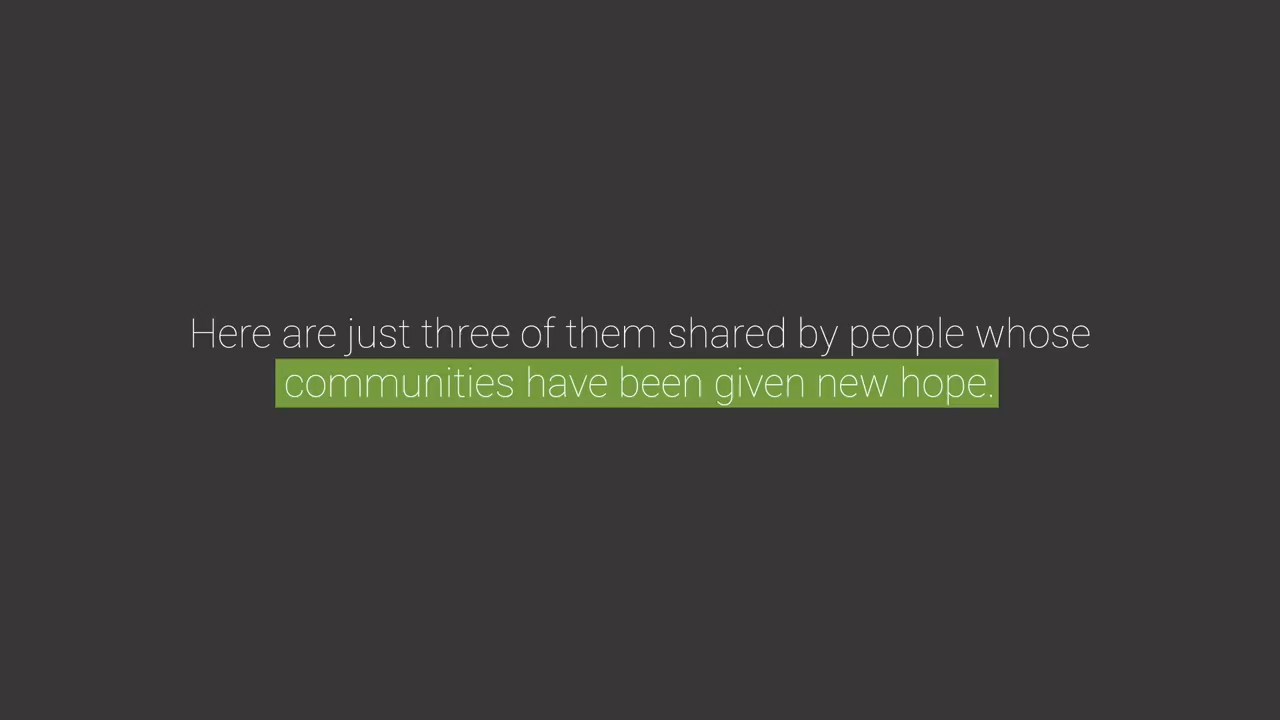 Here are just three of them shared by people whose
communities have been given new hope.